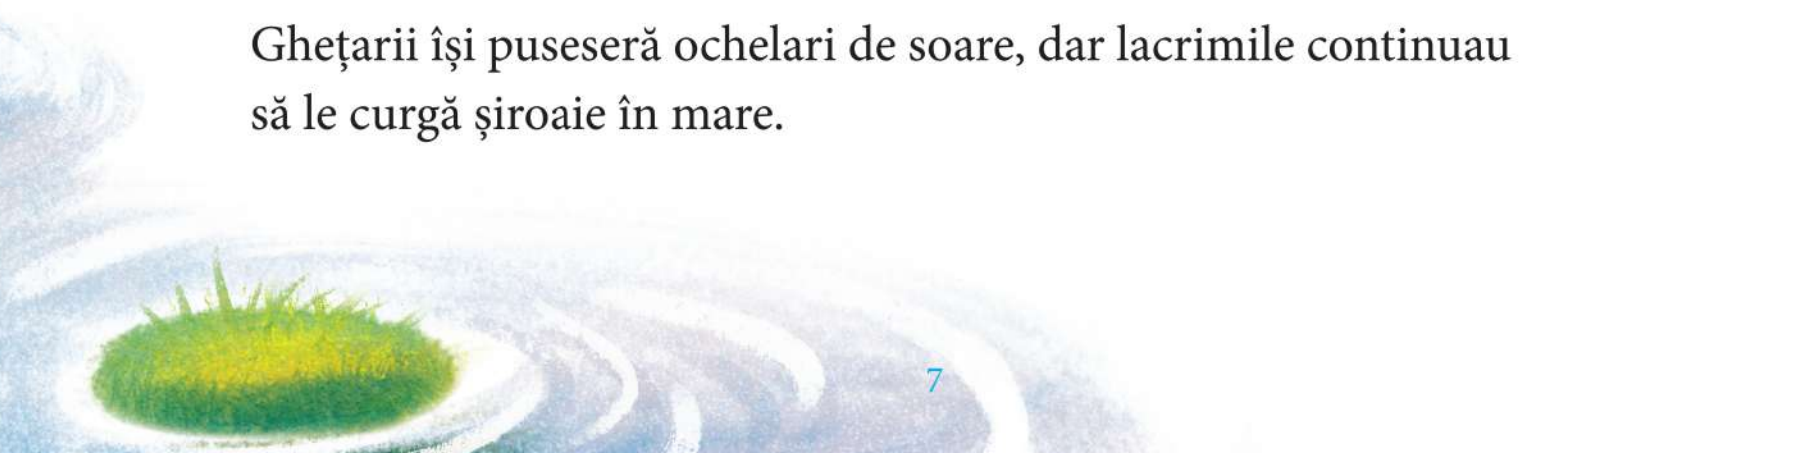 Ghețarii își puseseră ochelari de soare, dar lacrimile continuau
să le curgă șiroaie în mare.
7